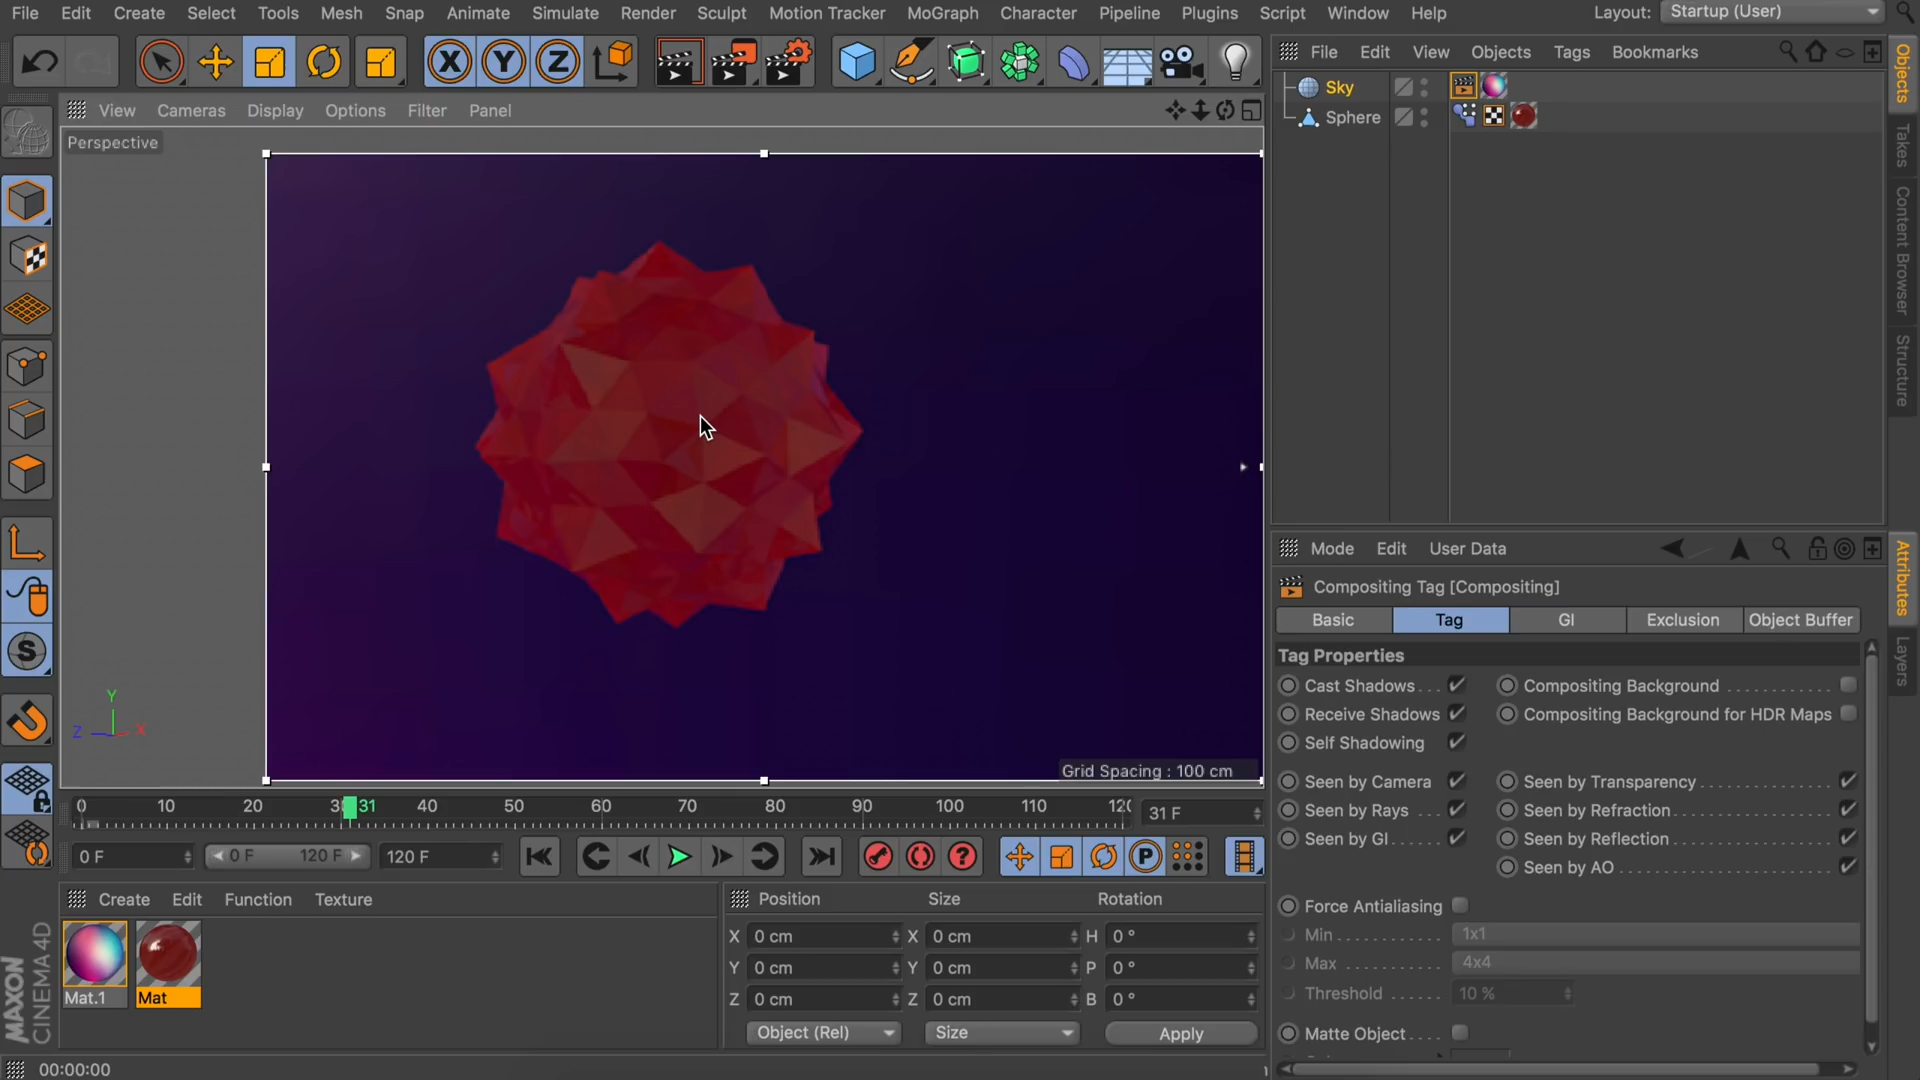 File Edit Create Select Tools Mesh Snap Animate Simulate Render Sculpt Motion Tracker MoGraph Character Pipeline Plugins Script Window Help Layout: Startup (User)
X Y Z
File Edit View Objects Tags Bookmarks
View Cameras Display Options Filter Panel
Perspective
Sky
Sphere
Objects
Takes
Content Browser
Structure
S
Y
Z X
Grid Spacing : 100 cm
Mode Edit User Data
Compositing Tag [Compositing]
Basic Tag GI Exclusion Object Buffer
Tag Properties
Cast Shadows . . . Compositing Background
Receive Shadows Compositing Background for HDR Maps
Self Shadowing
Seen by Camera Seen by Transparency
Seen by Rays Seen by Refraction
Seen by GI Seen by Reflection
Seen by AO
Force Antialiasing
Min 1x1
Max 4x4
Threshold 10 %
Matte Object
Attributes
Layers
0 10 20 31 40 50 60 70 80 90 100 110 31 F
0 F 0 F 120 F 120 F
? P
Create Edit Function Texture
Mat.1 Mat
Position Size Rotation
X 0 cm X 0 cm H 0 °
Y 0 cm Y 0 cm P 0 °
Z 0 cm Z 0 cm B 0 °
Object (Rel) Size Apply
MAXON
CINEMA 4D
00:00:00